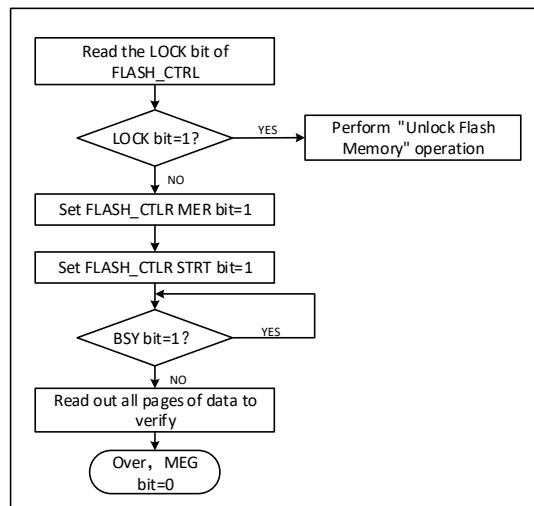 Read the LOCK bit of
FLASH_CTRL
LOCK bit=1?
YES
Perform "Unlock Flash
Memory" operation
NO
Set FLASH_CTLR MER bit=1
Set FLASH_CTLR STRT bit=1
BSY bit=1?
YES
NO
Read out all pages of data to
verify
Over，MEG
bit=0